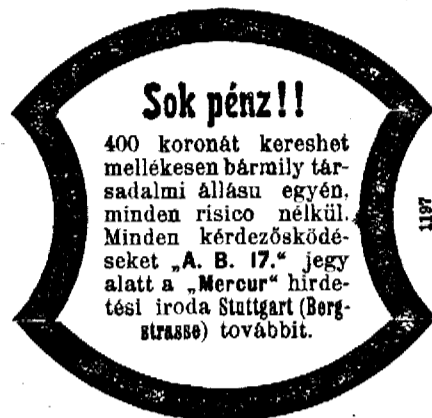 Sok pénz!!
400 koronát kereshet
mellékesen bármily tár-
sadalmi állásu egyén,
minden risico nélkül.
Minden kérdezősködé-
seket „A. B. 17.“ jegy
alatt a „Mercur“ hirde-
tési iroda Stuttgart (Berg-
strasse) továbbit.
1197